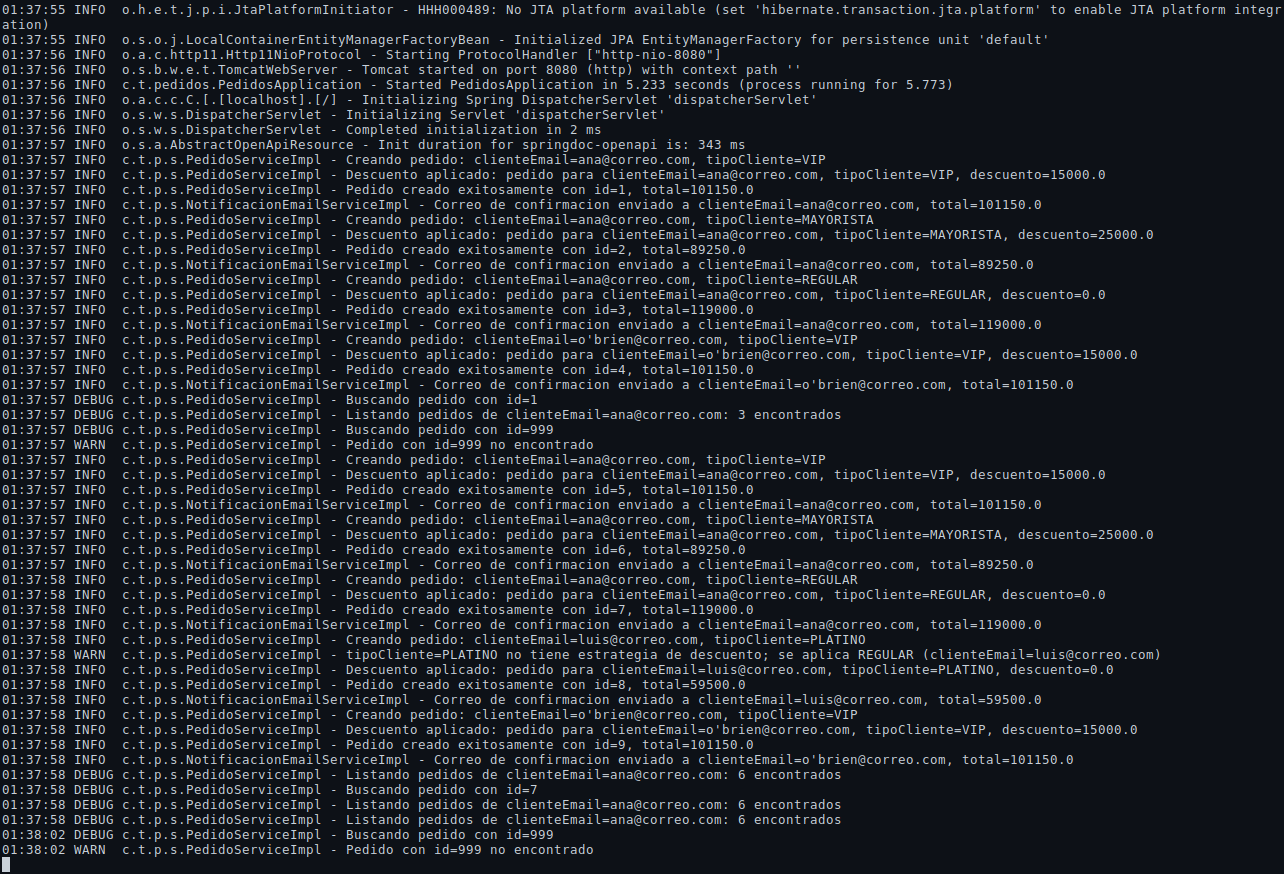 01:37:55 INFO  o.h.e.t.j.p.i.JtaPlatformInitiator - HHH000489: No JTA platform available (set 'hibernate.transaction.jta.platform' to enable JTA platform integr
ation)
01:37:55 INFO  o.s.o.j.LocalContainerEntityManagerFactoryBean - Initialized JPA EntityManagerFactory for persistence unit 'default'
01:37:56 INFO  o.a.c.http11.Http11NioProtocol - Starting ProtocolHandler ["http-nio-8080"]
01:37:56 INFO  o.s.b.w.e.t.TomcatWebServer - Tomcat started on port 8080 (http) with context path ''
01:37:56 INFO  c.t.pedidos.PedidosApplication - Started PedidosApplication in 5.233 seconds (process running for 5.773)
01:37:56 INFO  o.a.c.c.C.[.[localhost].[/] - Initializing Spring DispatcherServlet 'dispatcherServlet'
01:37:56 INFO  o.s.w.s.DispatcherServlet - Initializing Servlet 'dispatcherServlet'
01:37:56 INFO  o.s.w.s.DispatcherServlet - Completed initialization in 2 ms
01:37:57 INFO  o.s.a.AbstractOpenApiResource - Init duration for springdoc-openapi is: 343 ms
01:37:57 INFO  c.t.p.s.PedidoServiceImpl - Creando pedido: clienteEmail=ana@correo.com, tipoCliente=VIP
01:37:57 INFO  c.t.p.s.PedidoServiceImpl - Descuento aplicado: pedido para clienteEmail=ana@correo.com, tipoCliente=VIP, descuento=15000.0
01:37:57 INFO  c.t.p.s.PedidoServiceImpl - Pedido creado exitosamente con id=1, total=101150.0
01:37:57 INFO  c.t.p.s.NotificacionEmailServiceImpl - Correo de confirmacion enviado a clienteEmail=ana@correo.com, total=101150.0
01:37:57 INFO  c.t.p.s.PedidoServiceImpl - Creando pedido: clienteEmail=ana@correo.com, tipoCliente=MAYORISTA
01:37:57 INFO  c.t.p.s.PedidoServiceImpl - Descuento aplicado: pedido para clienteEmail=ana@correo.com, tipoCliente=MAYORISTA, descuento=25000.0
01:37:57 INFO  c.t.p.s.PedidoServiceImpl - Pedido creado exitosamente con id=2, total=89250.0
01:37:57 INFO  c.t.p.s.NotificacionEmailServiceImpl - Correo de confirmacion enviado a clienteEmail=ana@correo.com, total=89250.0
01:37:57 INFO  c.t.p.s.PedidoServiceImpl - Creando pedido: clienteEmail=ana@correo.com, tipoCliente=REGULAR
01:37:57 INFO  c.t.p.s.PedidoServiceImpl - Descuento aplicado: pedido para clienteEmail=ana@correo.com, tipoCliente=REGULAR, descuento=0.0
01:37:57 INFO  c.t.p.s.PedidoServiceImpl - Pedido creado exitosamente con id=3, total=119000.0
01:37:57 INFO  c.t.p.s.NotificacionEmailServiceImpl - Correo de confirmacion enviado a clienteEmail=ana@correo.com, total=119000.0
01:37:57 INFO  c.t.p.s.PedidoServiceImpl - Creando pedido: clienteEmail=o'brien@correo.com, tipoCliente=VIP
01:37:57 INFO  c.t.p.s.PedidoServiceImpl - Descuento aplicado: pedido para clienteEmail=o'brien@correo.com, tipoCliente=VIP, descuento=15000.0
01:37:57 INFO  c.t.p.s.PedidoServiceImpl - Pedido creado exitosamente con id=4, total=101150.0
01:37:57 INFO  c.t.p.s.NotificacionEmailServiceImpl - Correo de confirmacion enviado a clienteEmail=o'brien@correo.com, total=101150.0
01:37:57 DEBUG c.t.p.s.PedidoServiceImpl - Buscando pedido con id=1
01:37:57 DEBUG c.t.p.s.PedidoServiceImpl - Listando pedidos de clienteEmail=ana@correo.com: 3 encontrados
01:37:57 DEBUG c.t.p.s.PedidoServiceImpl - Buscando pedido con id=999
01:37:57 WARN  c.t.p.s.PedidoServiceImpl - Pedido con id=999 no encontrado
01:37:57 INFO  c.t.p.s.PedidoServiceImpl - Creando pedido: clienteEmail=ana@correo.com, tipoCliente=VIP
01:37:57 INFO  c.t.p.s.PedidoServiceImpl - Descuento aplicado: pedido para clienteEmail=ana@correo.com, tipoCliente=VIP, descuento=15000.0
01:37:57 INFO  c.t.p.s.PedidoServiceImpl - Pedido creado exitosamente con id=5, total=101150.0
01:37:57 INFO  c.t.p.s.NotificacionEmailServiceImpl - Correo de confirmacion enviado a clienteEmail=ana@correo.com, total=101150.0
01:37:57 INFO  c.t.p.s.PedidoServiceImpl - Creando pedido: clienteEmail=ana@correo.com, tipoCliente=MAYORISTA
01:37:57 INFO  c.t.p.s.PedidoServiceImpl - Descuento aplicado: pedido para clienteEmail=ana@correo.com, tipoCliente=MAYORISTA, descuento=25000.0
01:37:57 INFO  c.t.p.s.PedidoServiceImpl - Pedido creado exitosamente con id=6, total=89250.0
01:37:57 INFO  c.t.p.s.NotificacionEmailServiceImpl - Correo de confirmacion enviado a clienteEmail=ana@correo.com, total=89250.0
01:37:58 INFO  c.t.p.s.PedidoServiceImpl - Creando pedido: clienteEmail=ana@correo.com, tipoCliente=REGULAR
01:37:58 INFO  c.t.p.s.PedidoServiceImpl - Descuento aplicado: pedido para clienteEmail=ana@correo.com, tipoCliente=REGULAR, descuento=0.0
01:37:58 INFO  c.t.p.s.PedidoServiceImpl - Pedido creado exitosamente con id=7, total=119000.0
01:37:58 INFO  c.t.p.s.NotificacionEmailServiceImpl - Correo de confirmacion enviado a clienteEmail=ana@correo.com, total=119000.0
01:37:58 INFO  c.t.p.s.PedidoServiceImpl - Creando pedido: clienteEmail=luis@correo.com, tipoCliente=PLATINO
01:37:58 WARN  c.t.p.s.PedidoServiceImpl - tipoCliente=PLATINO no tiene estrategia de descuento; se aplica REGULAR (clienteEmail=luis@correo.com)
01:37:58 INFO  c.t.p.s.PedidoServiceImpl - Descuento aplicado: pedido para clienteEmail=luis@correo.com, tipoCliente=PLATINO, descuento=0.0
01:37:58 INFO  c.t.p.s.PedidoServiceImpl - Pedido creado exitosamente con id=8, total=59500.0
01:37:58 INFO  c.t.p.s.NotificacionEmailServiceImpl - Correo de confirmacion enviado a clienteEmail=luis@correo.com, total=59500.0
01:37:58 INFO  c.t.p.s.PedidoServiceImpl - Creando pedido: clienteEmail=o'brien@correo.com, tipoCliente=VIP
01:37:58 INFO  c.t.p.s.PedidoServiceImpl - Descuento aplicado: pedido para clienteEmail=o'brien@correo.com, tipoCliente=VIP, descuento=15000.0
01:37:58 INFO  c.t.p.s.PedidoServiceImpl - Pedido creado exitosamente con id=9, total=101150.0
01:37:58 INFO  c.t.p.s.NotificacionEmailServiceImpl - Correo de confirmacion enviado a clienteEmail=o'brien@correo.com, total=101150.0
01:37:58 DEBUG c.t.p.s.PedidoServiceImpl - Listando pedidos de clienteEmail=ana@correo.com: 6 encontrados
01:37:58 DEBUG c.t.p.s.PedidoServiceImpl - Buscando pedido con id=7
01:37:58 DEBUG c.t.p.s.PedidoServiceImpl - Listando pedidos de clienteEmail=ana@correo.com: 6 encontrados
01:37:58 DEBUG c.t.p.s.PedidoServiceImpl - Listando pedidos de clienteEmail=ana@correo.com: 6 encontrados
01:38:02 DEBUG c.t.p.s.PedidoServiceImpl - Buscando pedido con id=999
01:38:02 WARN  c.t.p.s.PedidoServiceImpl - Pedido con id=999 no encontrado